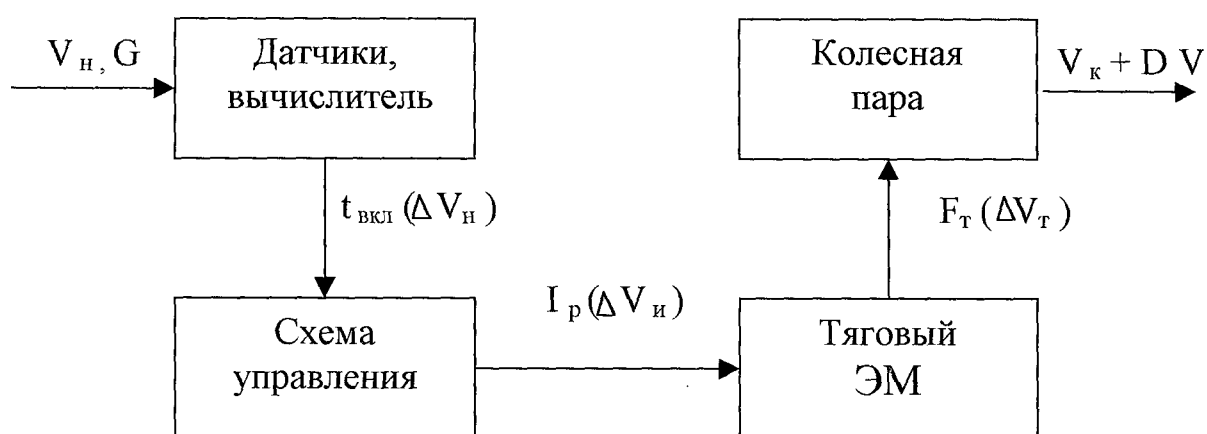 V н, G
Датчики,
вычислитель
Колесная
пара
V к + D V
t вкл (Δ V н )
F т ( ΔV т )
Схема
управления
I р (Δ V и )
Тяговый
ЭМ